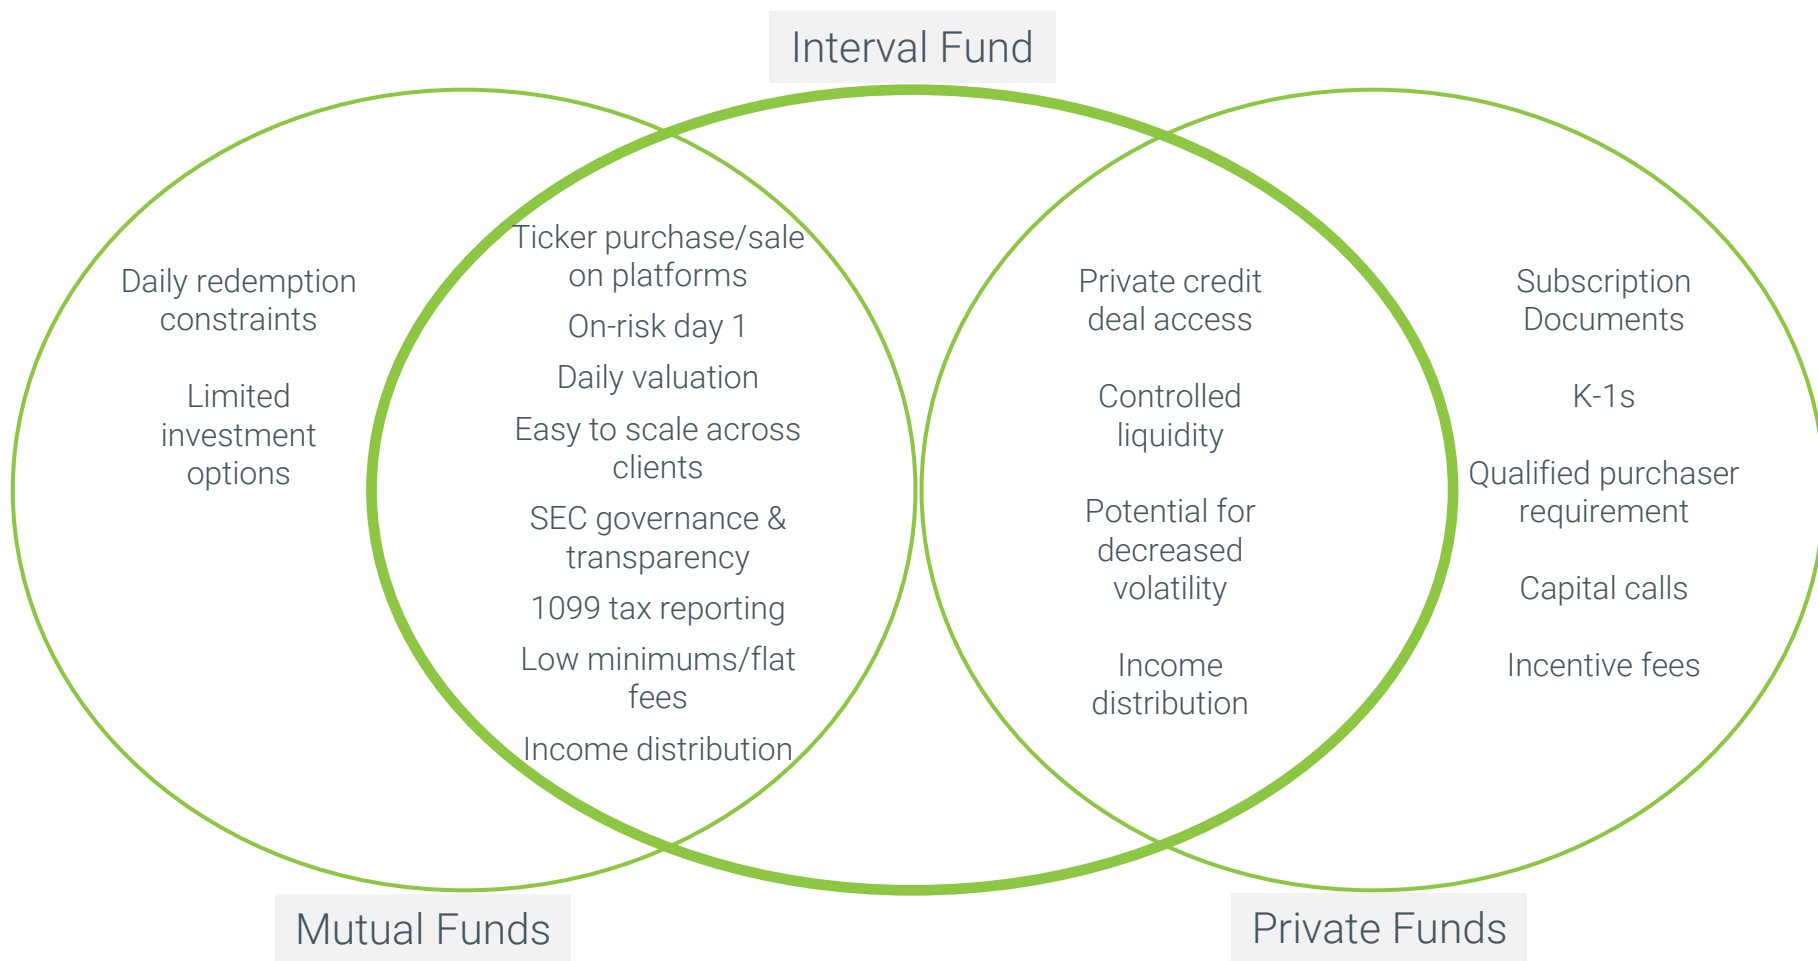 Interval Fund
Daily redemption
constraints
Limited
investment
options
Ticker purchase/sale
on platforms
On-risk day 1
Daily valuation
Easy to scale across
clients
SEC governance &
transparency
1099 tax reporting
Low minimums/flat
fees
Income distribution
Private credit
deal access
Controlled
liquidity
Potential for
decreased
volatility
Income
distribution
Subscription
Documents
K-1s
Qualified purchaser
requirement
Capital calls
Incentive fees
Mutual Funds
Private Funds